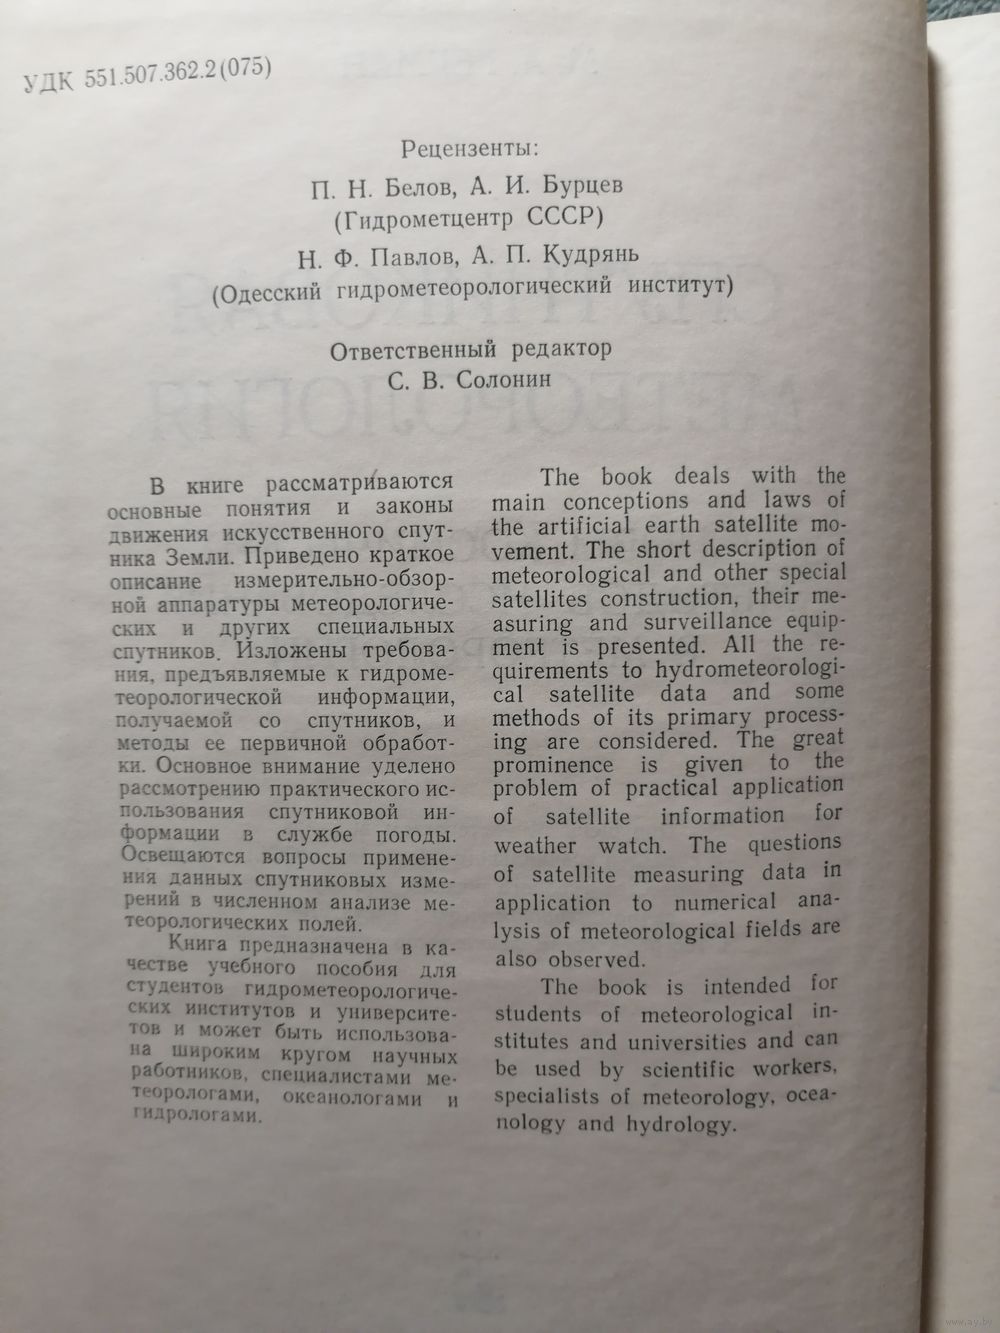 УДК 551.507.362.2(075)
Рецензенты:
П. Н. Белов, А. И. Бурцев
(Гидрометцентр СССР)
Н. Ф. Павлов, А. П. Кудрянь
(Одесский гидрометеорологический институт)
Ответственный редактор
С. В. Солонин
В книге рассматриваются
основные понятия и законы
движения искусственного спут-
ника Земли. Приведено краткое
описание измерительно-обзор-
ной аппаратуры метеорологиче-
ских и других специальных
спутников. Изложены требова-
ния, предъявляемые к гидроме-
теорологической информации,
получаемой со спутников, и
методы ее первичной обработ-
ки. Основное внимание уделено
рассмотрению практического ис-
пользования спутниковой ин-
формации в службе погоды.
Освещаются вопросы примене-
ния данных спутниковых изме-
рений в численном анализе ме-
теорологических полей.
Книга предназначена в ка-
честве учебного пособия для
студентов гидрометеорологиче-
ских институтов и университе-
тов и может быть использова-
на широким кругом научных
работников, специалистами ме-
теорологами, океанологами и
гидрологами.
The book deals with the
main conceptions and laws of
the artificial earth satellite mo-
vement. The short description of
meteorological and other special
satellites construction, their me-
asuring and surveillance equip-
ment is presented. All the re-
quirements to hydrometeorologi-
cal satellite data and some
methods of its primary process-
ing are considered. The great
prominence is given to the
problem of practical application
of satellite information for
weather watch. The questions
of satellite measuring data in
application to numerical ana-
lysis of meteorological fields are
also observed.
The book is intended for
students of meteorological in-
stitutes and universities and can
be used by scientific workers,
specialists of meteorology, ocea-
nology and hydrology.
www.ay.by